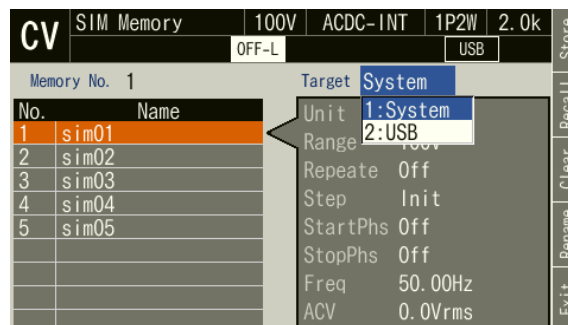 CV
SIM Memory 100V ACDC-INT 1P2W 2.0k
OFF-L USB
Memory No. 1
Target System
1:System
2:USB
No. Name
1 sim01
2 sim02
3 sim03
4 sim04
5 sim05
Unit
Range 100V
Repeate Off
Step Init
StartPhs Off
StopPhs Off
Freq 50.00Hz
ACV 0.0Vrms
Store
Recall
Clear
Rename
Exit